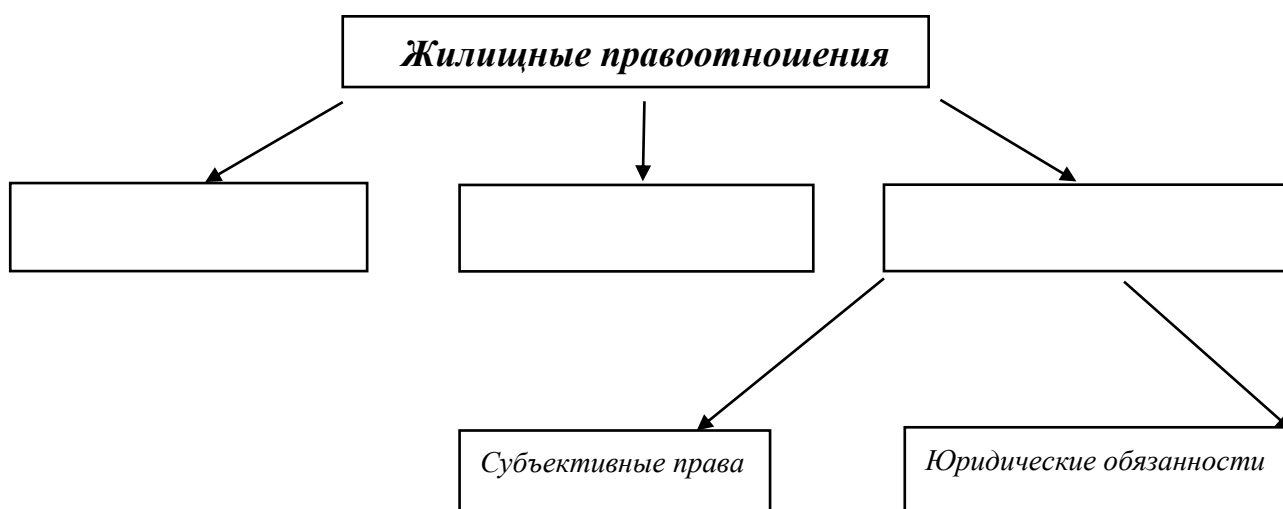 Жилищные правоотношения
Субъективные права
Юридические обязанности